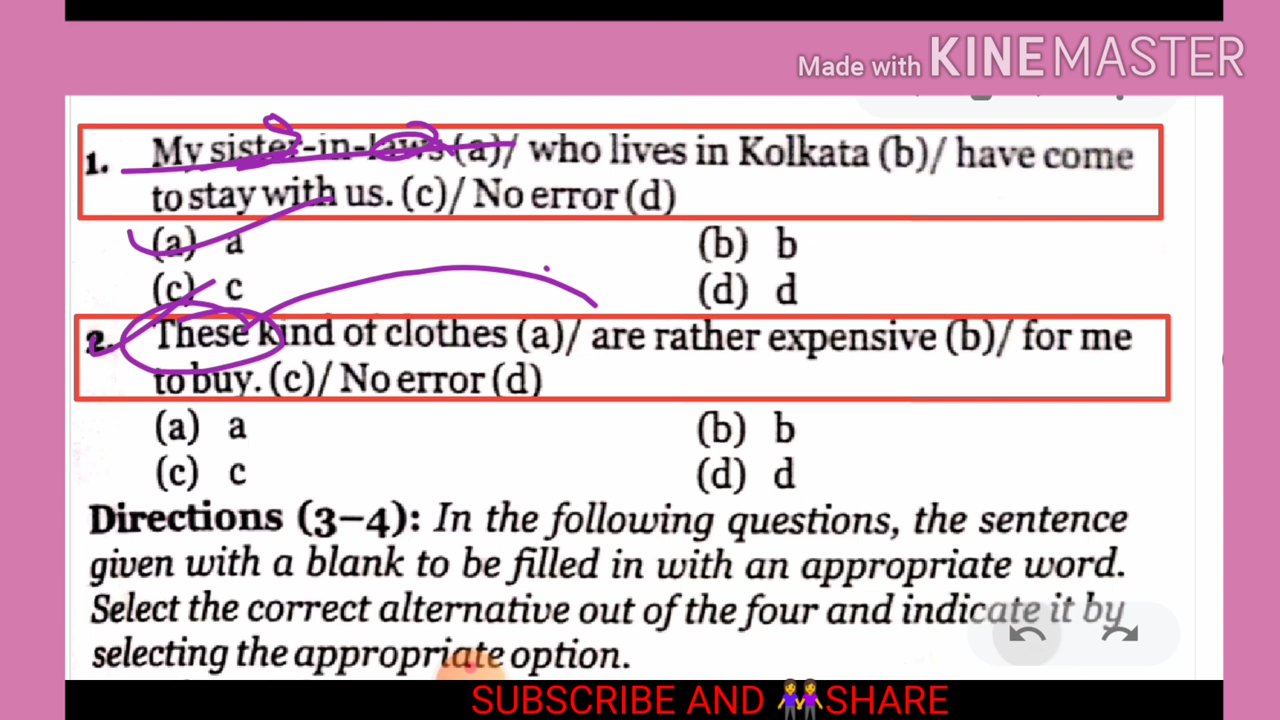 Made with KINEMASTER
1. My sister-in-laws (a)/ who lives in Kolkata (b)/ have come
to stay with us. (c)/ No error (d)
(a) a (b) b
(c) c (d) d
2. These kind of clothes (a)/ are rather expensive (b)/ for me
to buy. (c)/ No error (d)
(a) a (b) b
(c) c (d) d
Directions (3–4): In the following questions, the sentence
given with a blank to be filled in with an appropriate word.
Select the correct alternative out of the four and indicate it by
selecting the appropriate option.
SUBSCRIBE AND 👭SHARE